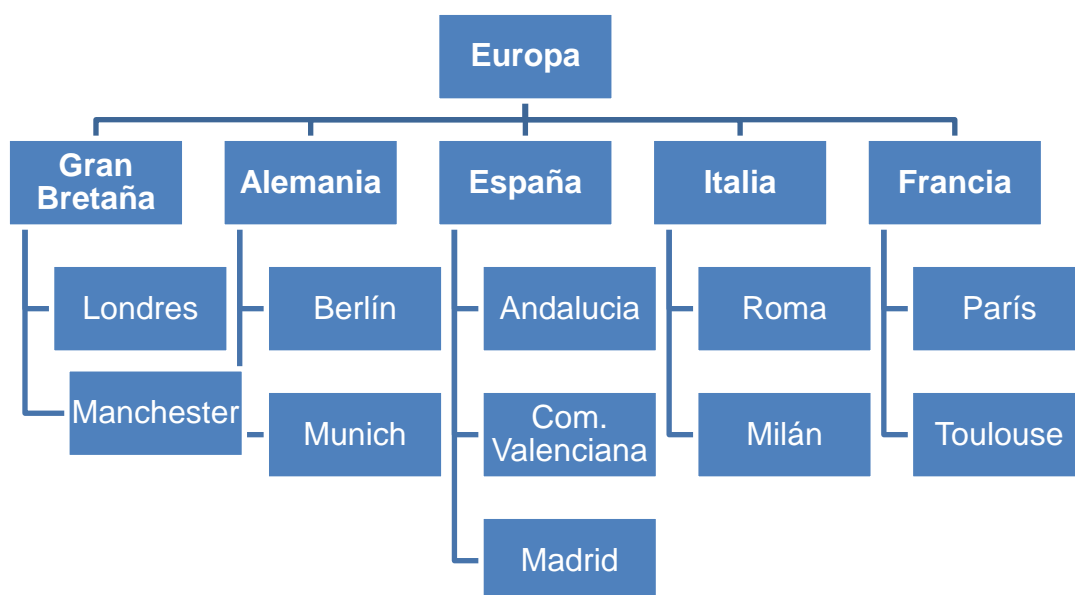 Europa
Gran
Bretaña
Alemania
España
Italia
Francia
Londres
Berlín
Andalucia
Roma
París
Manchester
Munich
Com.
Valenciana
Milán
Toulouse
Madrid